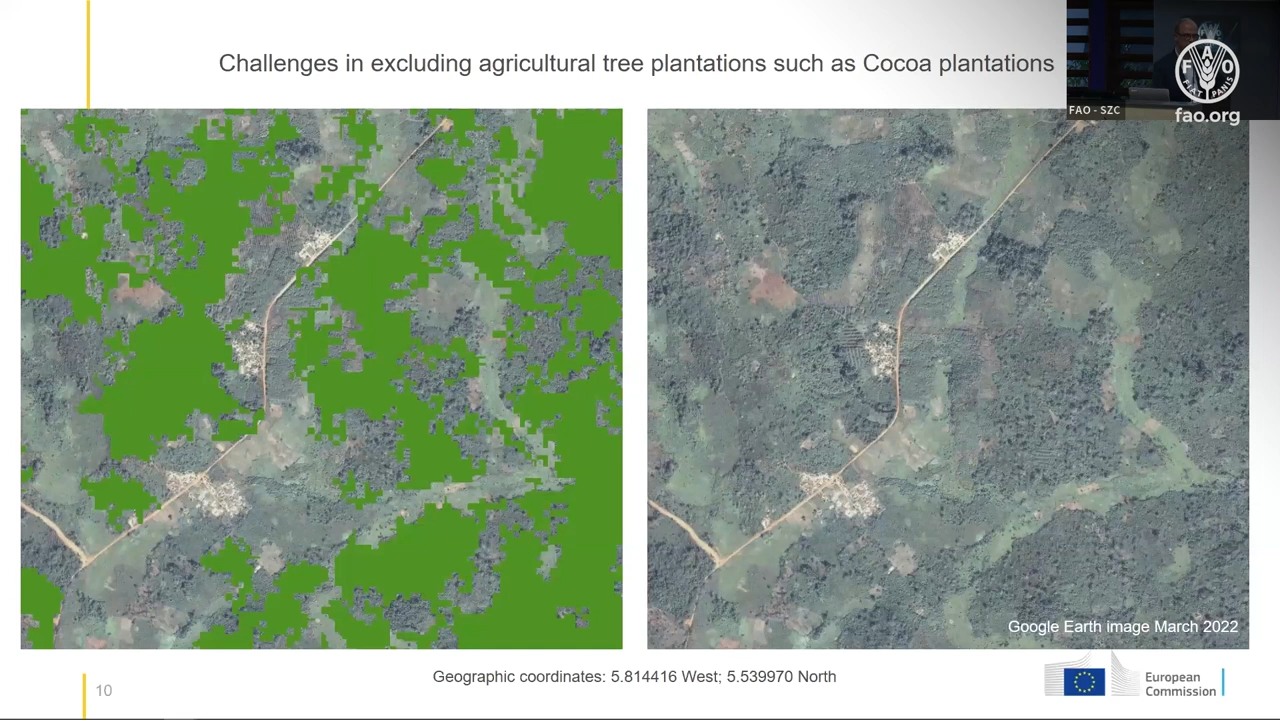 Challenges in excluding agricultural tree plantations such as Cocoa plantations
FAO - SZC
F A O
FIAT PANIS
fao.org
Google Earth image March 2022
Geographic coordinates: 5.814416 West; 5.539970 North
10
European
Commission